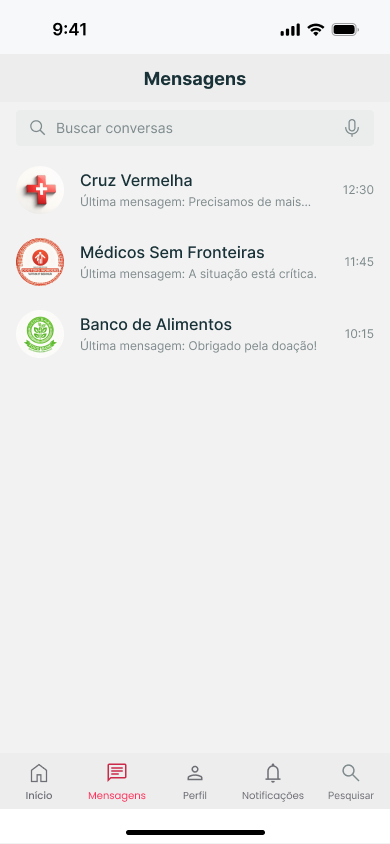 9:41
Mensagens
Buscar conversas
Cruz Vermelha
12:30
Última mensagem: Precisamos de mais...
Médicos Sem Fronteiras
11:45
Última mensagem: A situação está crítica.
Banco de Alimentos
10:15
Última mensagem: Obrigado pela doação!
Início
Mensagens
Perfil
Notificações
Pesquisar